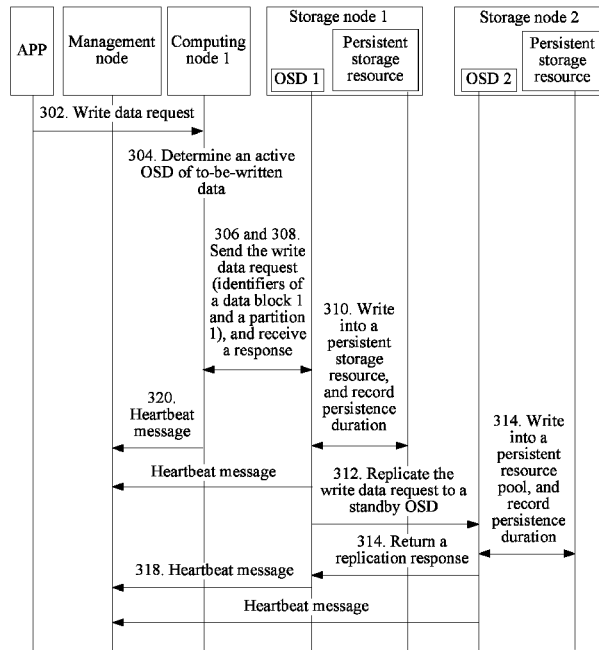 APP
Management
node
Computing
node 1
Storage node 1
OSD 1
Persistent
storage
resource
Storage node 2
OSD 2
Persistent
storage
resource
302. Write data request
304. Determine an active
OSD of to-be-written
data
306 and 308.
Send the write
data request
(identifiers of
a data block 1
and a partition
1), and receive
a response
310. Write
into a
persistent
storage
resource,
and record
persistence
duration
320.
Heartbeat
message
Heartbeat message
312. Replicate the
write data request to a
standby OSD
314. Write
into a
persistent
resource
pool, and
record
persistence
duration
314. Return a
replication response
318. Heartbeat message
Heartbeat message